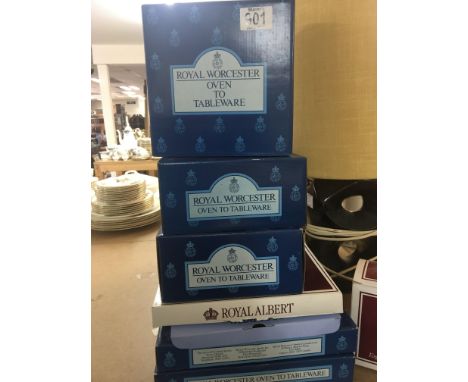 901
ROYAL WORCESTER
OVEN
TO
TABLEWARE
ROYAL WORCESTER
OVEN TO TABLEWARE
ROYAL WORCESTER
OVEN TO TABLEWARE
ROYAL ALBERT
ROYAL WORCESTER OVEN TO TABLEWARE